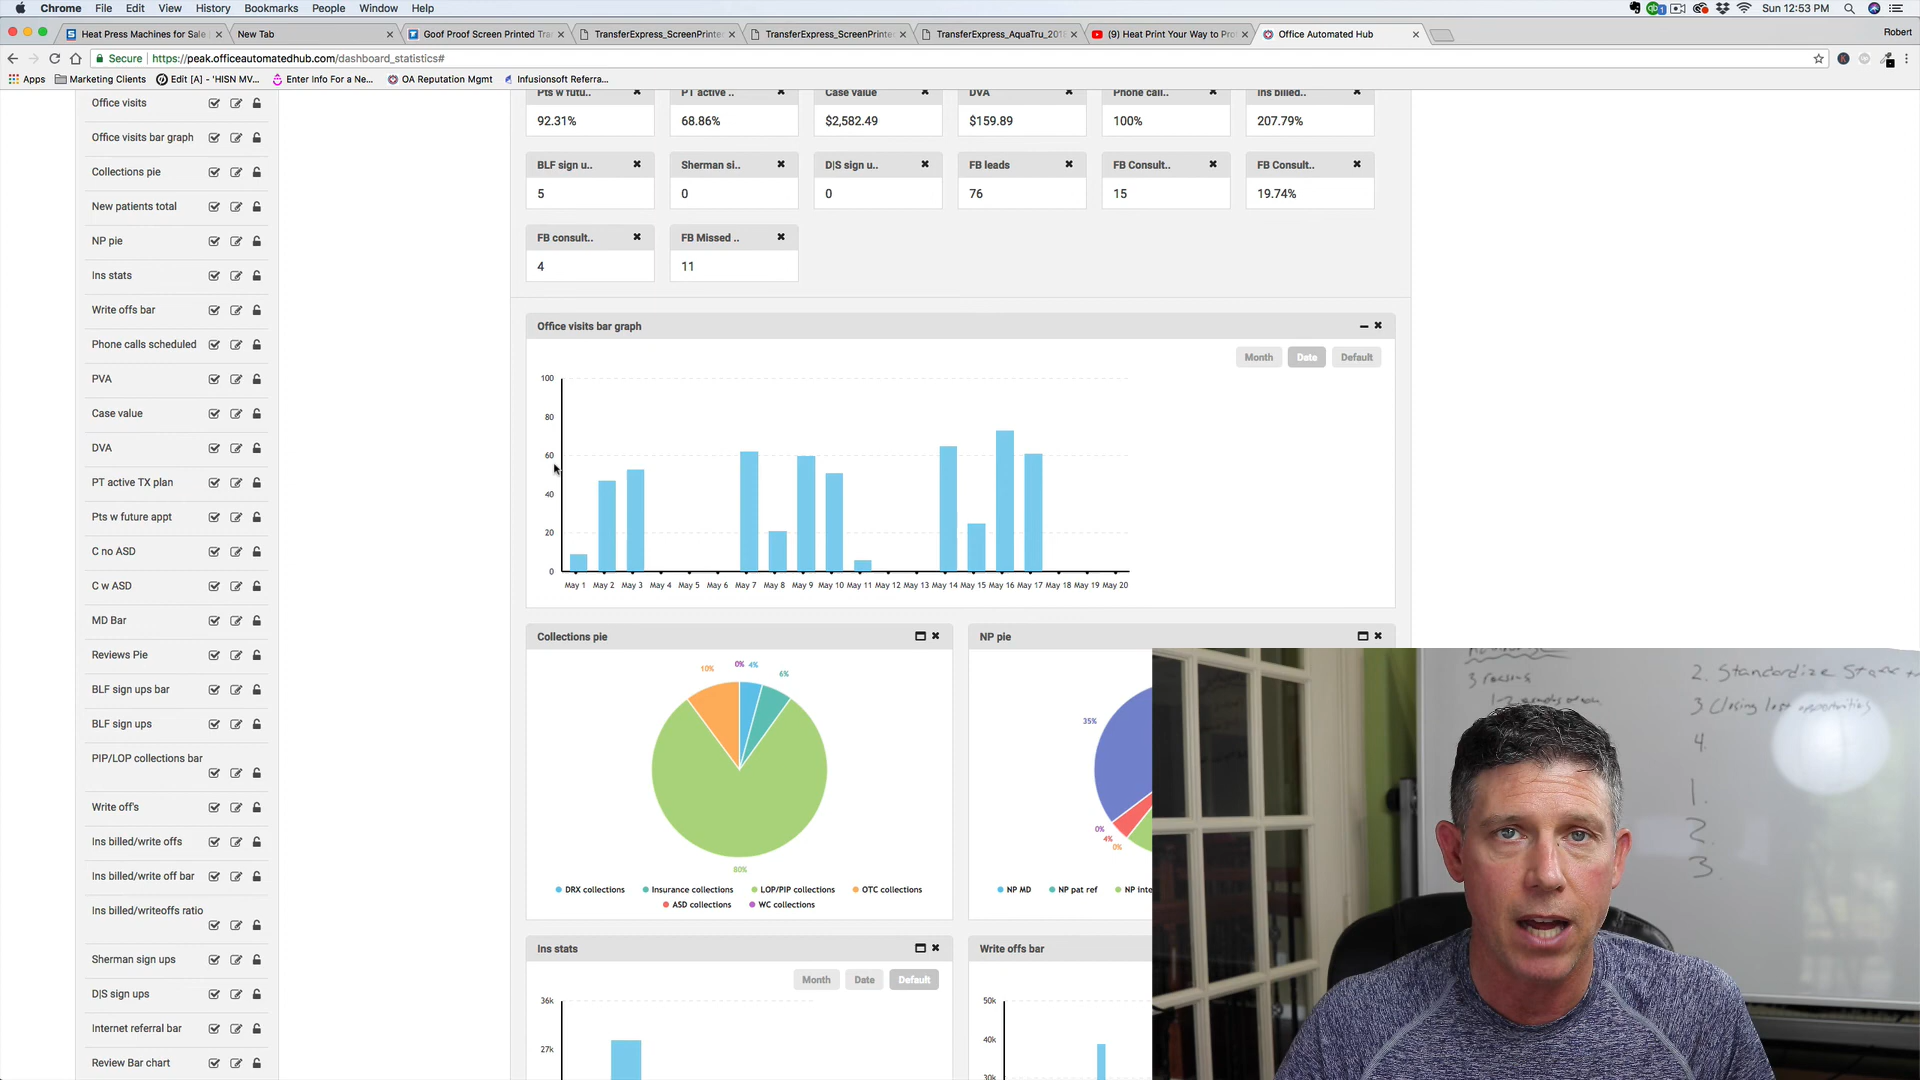 Chrome File Edit View History Bookmarks People Window Help Sun 12:53 PM
Heat Press Machines for Sale New Tab Goof Proof Screen Printed Tra TransferExpress_ScreenPrinte TransferExpress_ScreenPrinte TransferExpress_AquaTru_201 (9) Heat Print Your Way to Pro Office Automated Hub Robert
Secure https://peak.officeautomatedhub.com/dashboard_statistics#
Apps Marketing Clients Edit [A] - 'HISN MV... Enter Info For a Ne... OA Reputation Mgmt Infusionsoft Referra...
Office visits
Office visits bar graph
Collections pie
New patients total
NP pie
Ins stats
Write offs bar
Phone calls scheduled
PVA
Case value
DVA
PT active TX plan
Pts w future appt
C no ASD
C w ASD
MD Bar
Reviews Pie
BLF sign ups bar
BLF sign ups
PIP/LOP collections bar
Write off's
Ins billed/write offs
Ins billed/write off bar
Ins billed/writeoffs ratio
Sherman sign ups
D|S sign ups
Internet referral bar
Review Bar chart
Pts w futu.. PT active .. Case value DVA Phone call.. Ins billed..
92.31% 68.86% $2,582.49 $159.89 100% 207.79%
BLF sign u.. Sherman si.. D|S sign u.. FB leads FB Consult.. FB Consult..
5 0 0 76 15 19.74%
FB consult.. FB Missed ..
4 11
Office visits bar graph
Month Date Default
100
80
60
40
20
0
May 1 May 2 May 3 May 4 May 5 May 6 May 7 May 8 May 9 May 10 May 11 May 12 May 13 May 14 May 15 May 16 May 17 May 18 May 19 May 20
Collections pie
10% 0% 4%
6%
80%
DRX collections Insurance collections LOP/PIP collections OTC collections
ASD collections WC collections
NP pie
35%
0%
4%
0%
NP MD NP pat ref NP inte
Ins stats
Month Date Default
36k
27k
Write offs bar
50k
40k
30k
3 reasons
2. Standardize
3 Closing lost opportunities
4.
1.
2.
3